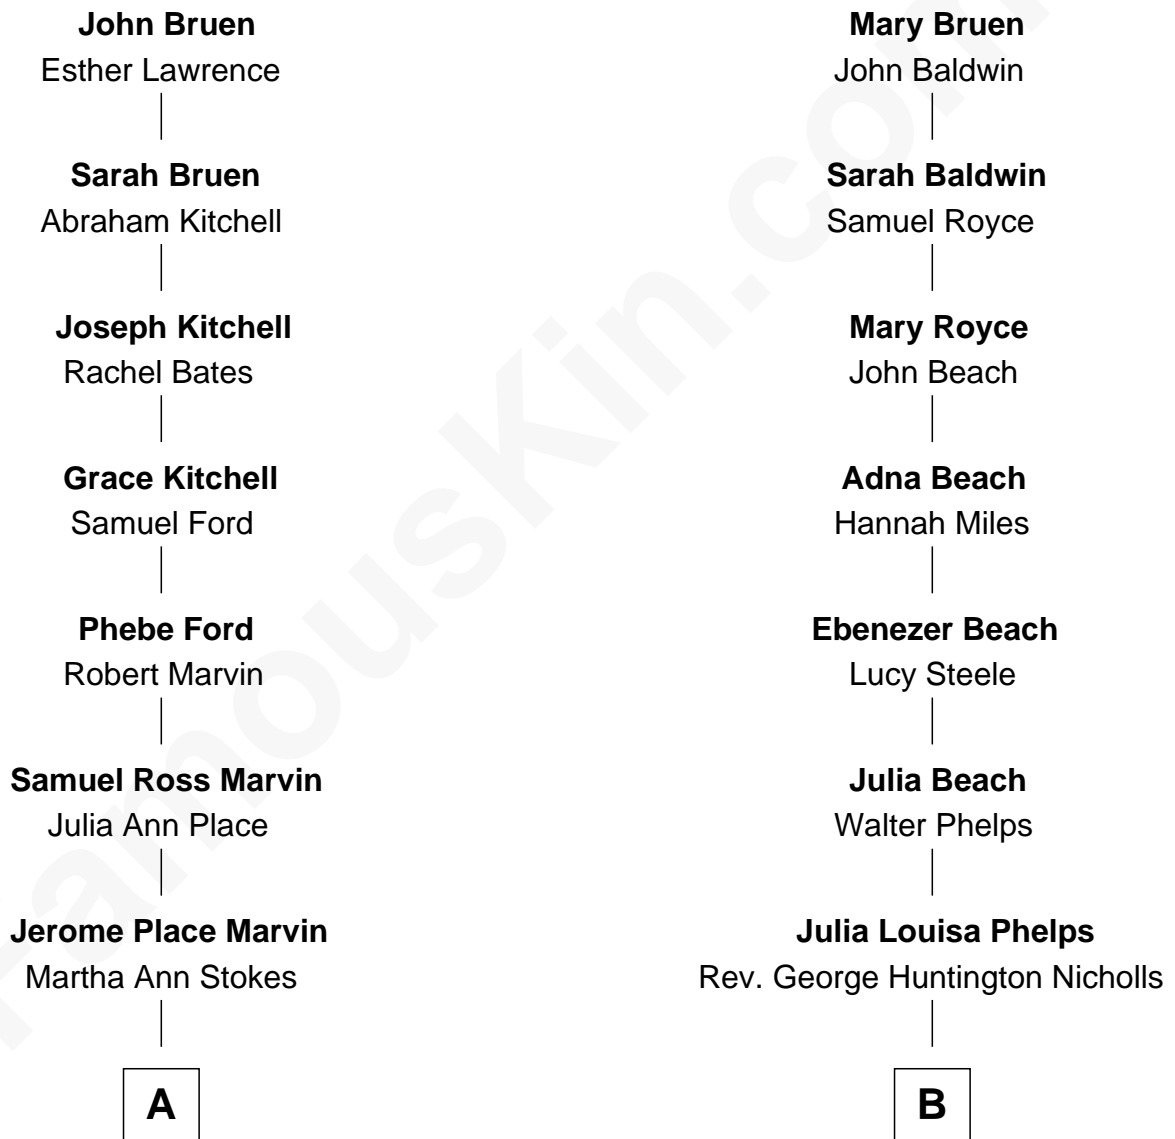 John Bruen
Esther Lawrence
Sarah Bruen
Abraham Kitchell
Joseph Kitchell
Rachel Bates
Grace Kitchell
Samuel Ford
Phebe Ford
Robert Marvin
Samuel Ross Marvin
Julia Ann Place
Jerome Place Marvin
Martha Ann Stokes
A
Mary Bruen
John Baldwin
Sarah Baldwin
Samuel Royce
Mary Royce
John Beach
Adna Beach
Hannah Miles
Ebenezer Beach
Lucy Steele
Julia Beach
Walter Phelps
Julia Louisa Phelps
Rev. George Huntington Nicholls
B
FamousKin.com